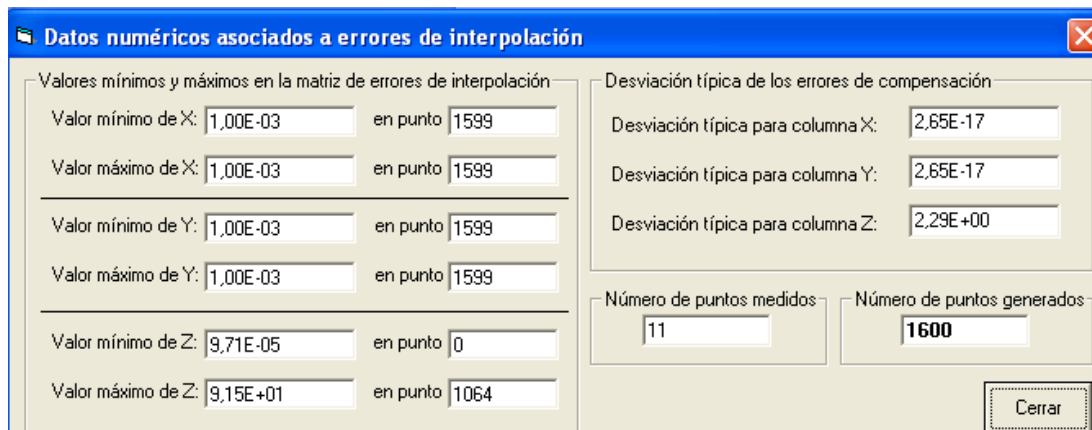 Datos numéricos asociados a errores de interpolación
Valores mínimos y máximos en la matriz de errores de interpolación
Valor mínimo de X: 1,00E-03 en punto 1599
Valor máximo de X: 1,00E-03 en punto 1599
Valor mínimo de Y: 1,00E-03 en punto 1599
Valor máximo de Y: 1,00E-03 en punto 1599
Valor mínimo de Z: 9,71E-05 en punto 0
Valor máximo de Z: 9,15E+01 en punto 1064
Desviación típica de los errores de compensación
Desviación típica para columna X: 2,65E-17
Desviación típica para columna Y: 2,65E-17
Desviación típica para columna Z: 2,29E+00
Número de puntos medidos
11
Número de puntos generados
1600
Cerrar